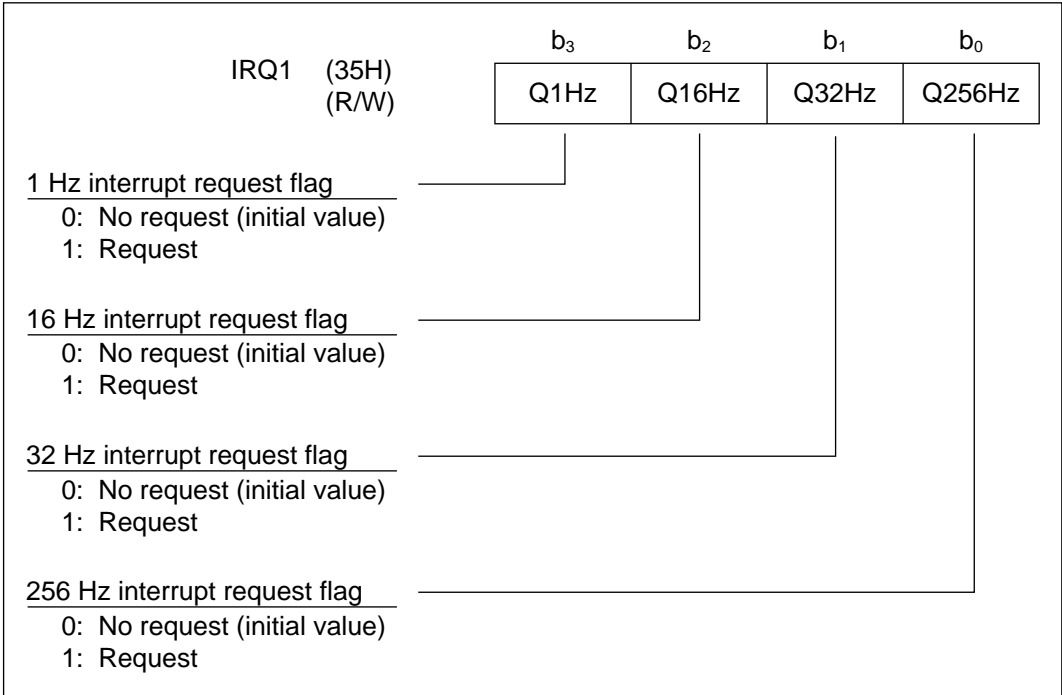 b₃ b₂ b₁ b₀
IRQ1 (35H)
(R/W)
Q1Hz Q16Hz Q32Hz Q256Hz
1 Hz interrupt request flag
0: No request (initial value)
1: Request
16 Hz interrupt request flag
0: No request (initial value)
1: Request
32 Hz interrupt request flag
0: No request (initial value)
1: Request
256 Hz interrupt request flag
0: No request (initial value)
1: Request